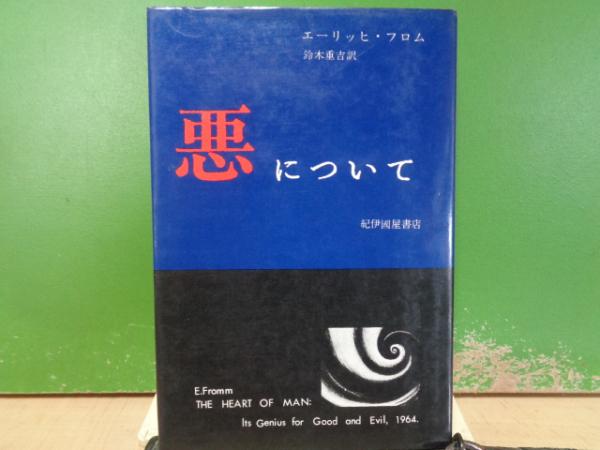 エーリッヒ・フロム
鈴木重吉訳
悪について
紀伊國屋書店
E.Fromm
THE HEART OF MAN:
Its Genius for Good and Evil, 1964.